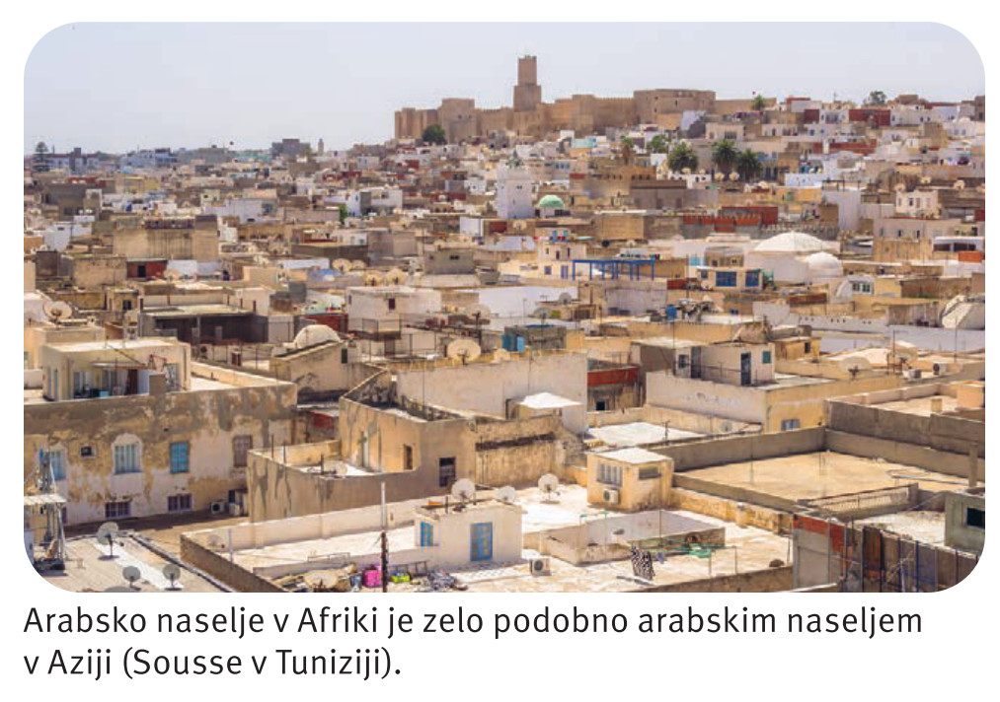 Arabsko naselje v Afriki je zelo podobno arabskim naseljem
v Aziji (Sousse v Tuniziji).